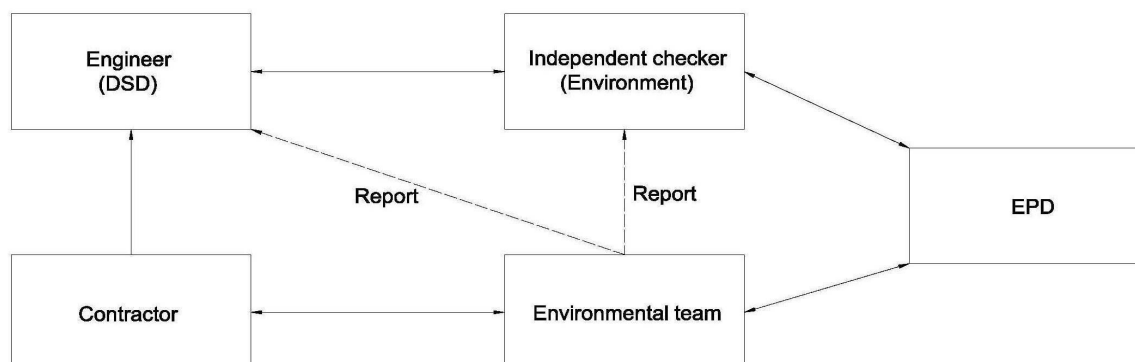 Engineer
(DSD)
Independent checker
(Environment)
EPD
Report
Report
Contractor
Environmental team